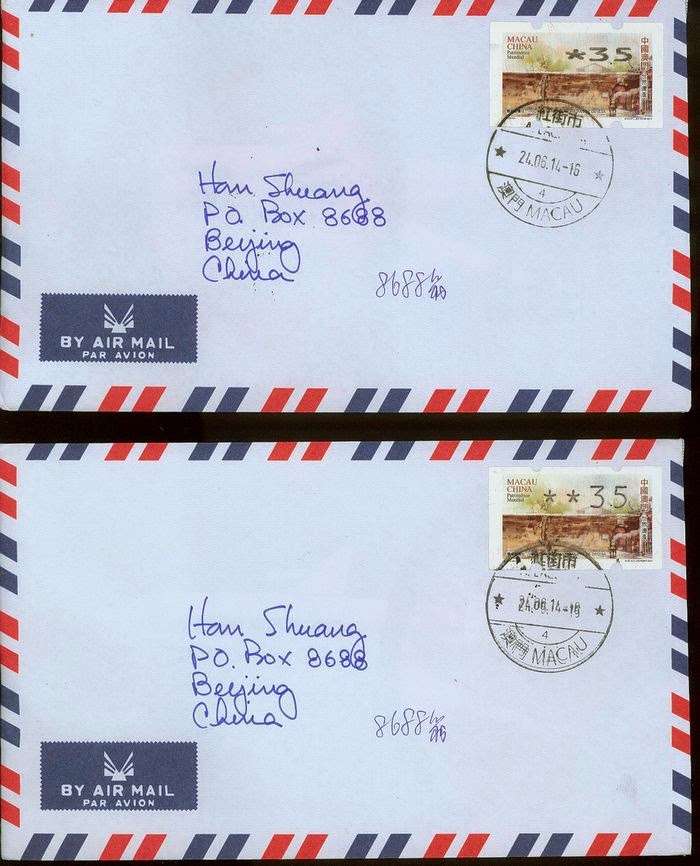 MACAU
CHINA
Património
Mundial
*35
中國澳門
紅街市
24.06.14-16
4
澳門 MACAU
Han Shuang
P.O. Box 8688
Beijing
China
8688
BY AIR MAIL
PAR AVION
MACAU
CHINA
Património
Mundial
**35
中國澳門
紅街市
24.06.14-16
4
澳門 MACAU
Han Shuang
P.O. Box 8688
Beijing
China
8688
BY AIR MAIL
PAR AVION